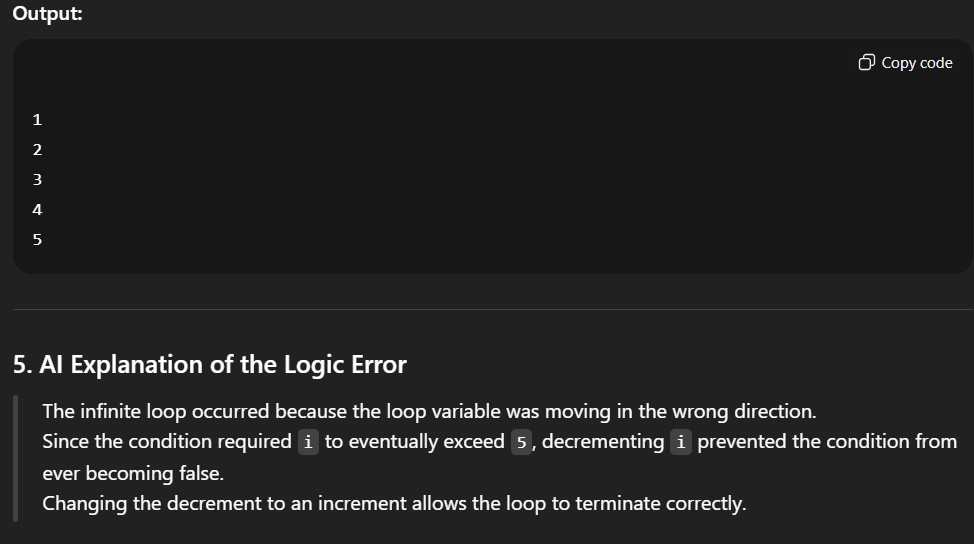 Output:
Copy code
1
2
3
4
5
5. AI Explanation of the Logic Error
The infinite loop occurred because the loop variable was moving in the wrong direction.
Since the condition required i to eventually exceed 5, decrementing i prevented the condition from
ever becoming false.
Changing the decrement to an increment allows the loop to terminate correctly.